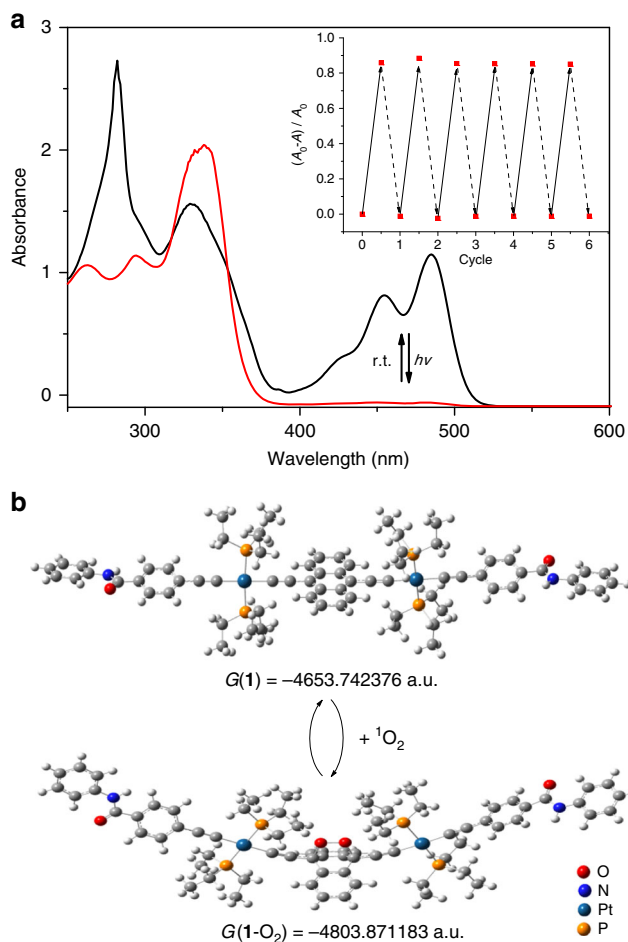 a
3
2
1
0
Absorbance
300
400
500
600
Wavelength (nm)
r.t.
hv
1.0
0.8
0.6
0.4
0.2
0.0
(A0-A) / A0
0 1 2 3 4 5 6
Cycle
b
G(1) = –4653.742376 a.u.
+ ¹O₂
G(1-O₂) = –4803.871183 a.u.
O
N
Pt
P